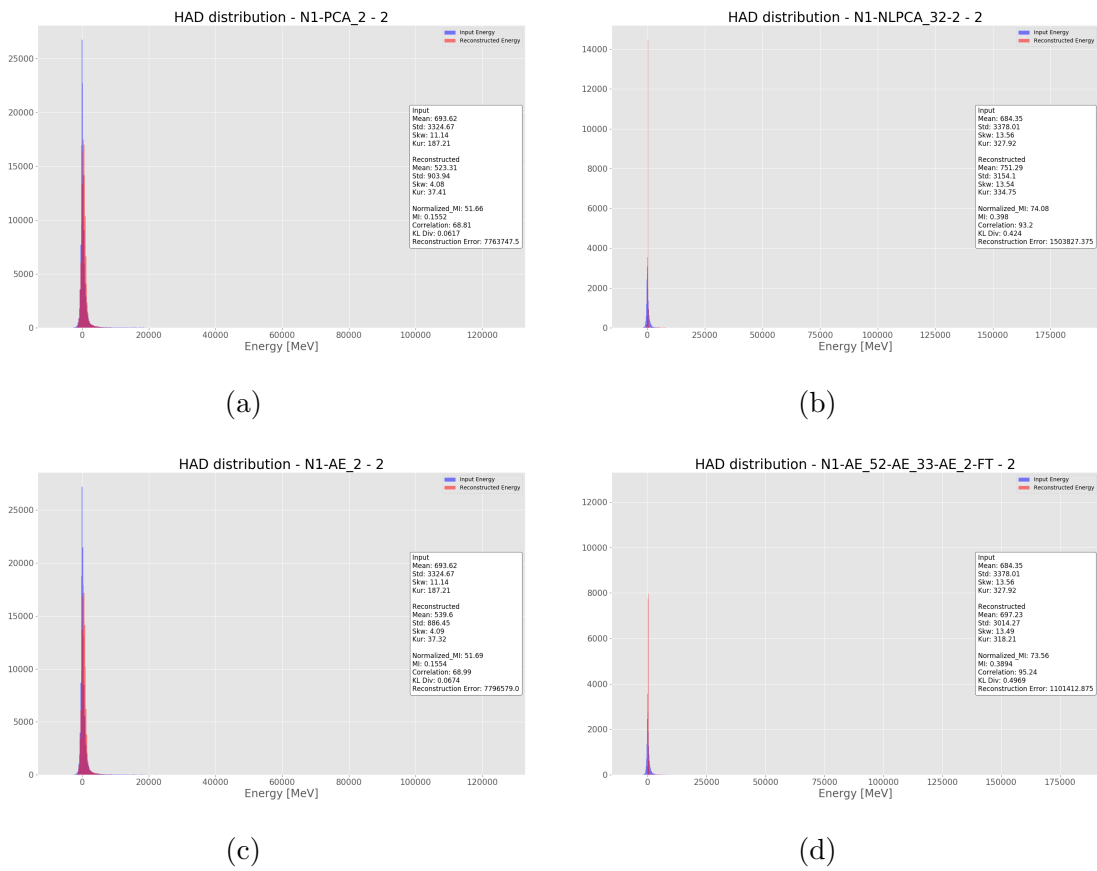 HAD distribution - N1-PCA_2 - 2
Input Energy
Reconstructed Energy
25000
20000
15000
10000
5000
0
Input
Mean: 693.62
Std: 3324.67
Skw: 11.14
Kur: 187.21
Reconstructed
Mean: 523.31
Std: 903.94
Skw: 4.08
Kur: 37.41
Normalized_MI: 51.66
MI: 0.1552
Correlation: 68.81
KL Div: 0.0617
Reconstruction Error: 7763747.5
0 20000 40000 60000 80000 100000 120000
Energy [MeV]
(a)
HAD distribution - N1-NLPCA_32-2 - 2
Input Energy
Reconstructed Energy
14000
12000
10000
8000
6000
4000
2000
0
Input
Mean: 684.35
Std: 3378.01
Skw: 13.56
Kur: 327.92
Reconstructed
Mean: 751.29
Std: 3154.1
Skw: 13.54
Kur: 334.75
Normalized_MI: 74.08
MI: 0.398
Correlation: 93.2
KL Div: 0.424
Reconstruction Error: 1503827.375
0 25000 50000 75000 100000 125000 150000 175000
Energy [MeV]
(b)
HAD distribution - N1-AE_2 - 2
Input Energy
Reconstructed Energy
25000
20000
15000
10000
5000
0
Input
Mean: 693.62
Std: 3324.67
Skw: 11.14
Kur: 187.21
Reconstructed
Mean: 539.6
Std: 886.45
Skw: 4.09
Kur: 37.32
Normalized_MI: 51.69
MI: 0.1554
Correlation: 68.99
KL Div: 0.0674
Reconstruction Error: 7796579.0
0 20000 40000 60000 80000 100000 120000
Energy [MeV]
(c)
HAD distribution - N1-AE_52-AE_33-AE_2-FT - 2
Input Energy
Reconstructed Energy
12000
10000
8000
6000
4000
2000
0
Input
Mean: 684.35
Std: 3378.01
Skw: 13.56
Kur: 327.92
Reconstructed
Mean: 697.23
Std: 3014.27
Skw: 13.49
Kur: 318.21
Normalized_MI: 73.56
MI: 0.3894
Correlation: 95.24
KL Div: 0.4969
Reconstruction Error: 1101412.875
0 25000 50000 75000 100000 125000 150000 175000
Energy [MeV]
(d)